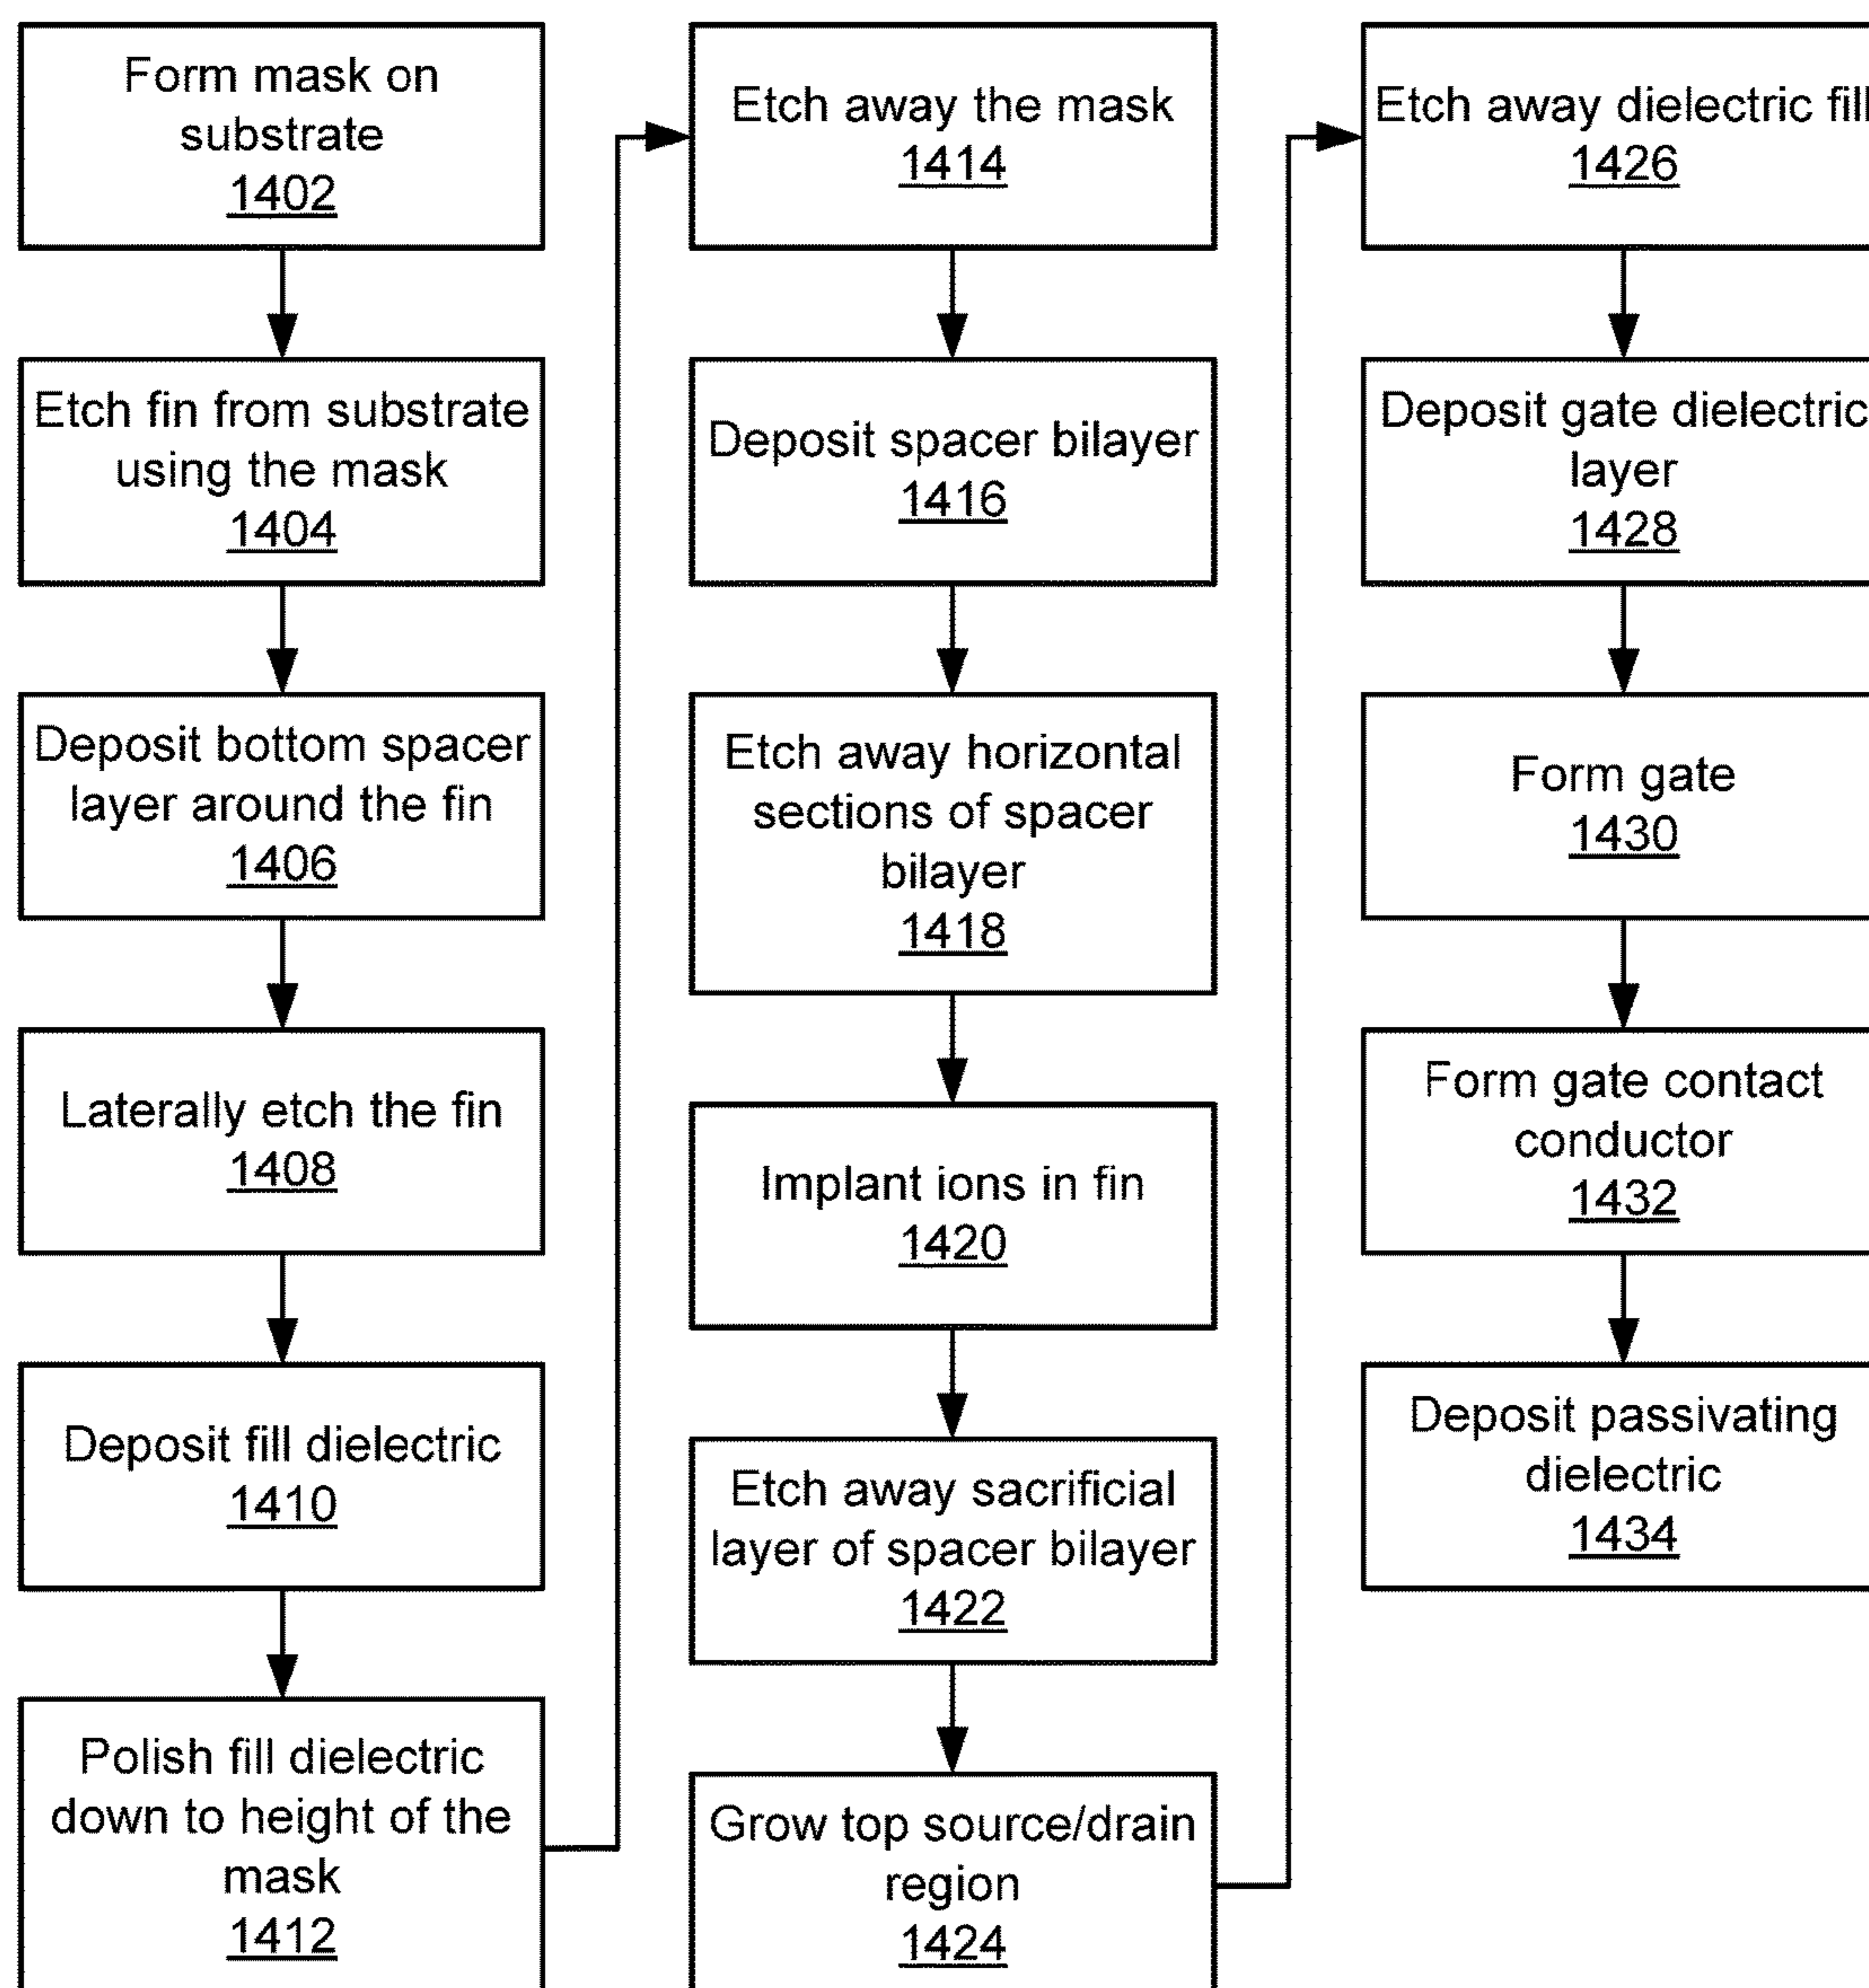 Form mask on
substrate
1402
Etch fin from substrate
using the mask
1404
Deposit bottom spacer
layer around the fin
1406
Laterally etch the fin
1408
Deposit fill dielectric
1410
Polish fill dielectric
down to height of the
mask
1412
Etch away the mask
1414
Deposit spacer bilayer
1416
Etch away horizontal
sections of spacer
bilayer
1418
Implant ions in fin
1420
Etch away sacrificial
layer of spacer bilayer
1422
Grow top source/drain
region
1424
Etch away dielectric fill
1426
Deposit gate dielectric
layer
1428
Form gate
1430
Form gate contact
conductor
1432
Deposit passivating
dielectric
1434